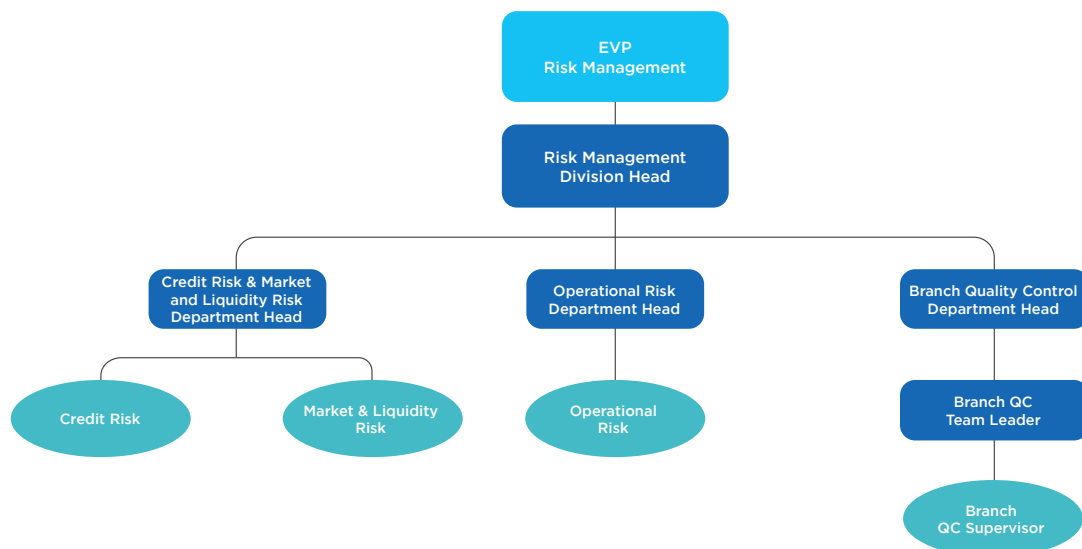 EVP
Risk Management
Risk Management
Division Head
Credit Risk & Market
and Liquidity Risk
Department Head
Operational Risk
Department Head
Branch Quality Control
Department Head
Credit Risk
Market & Liquidity
Risk
Operational
Risk
Branch QC
Team Leader
Branch
QC Supervisor